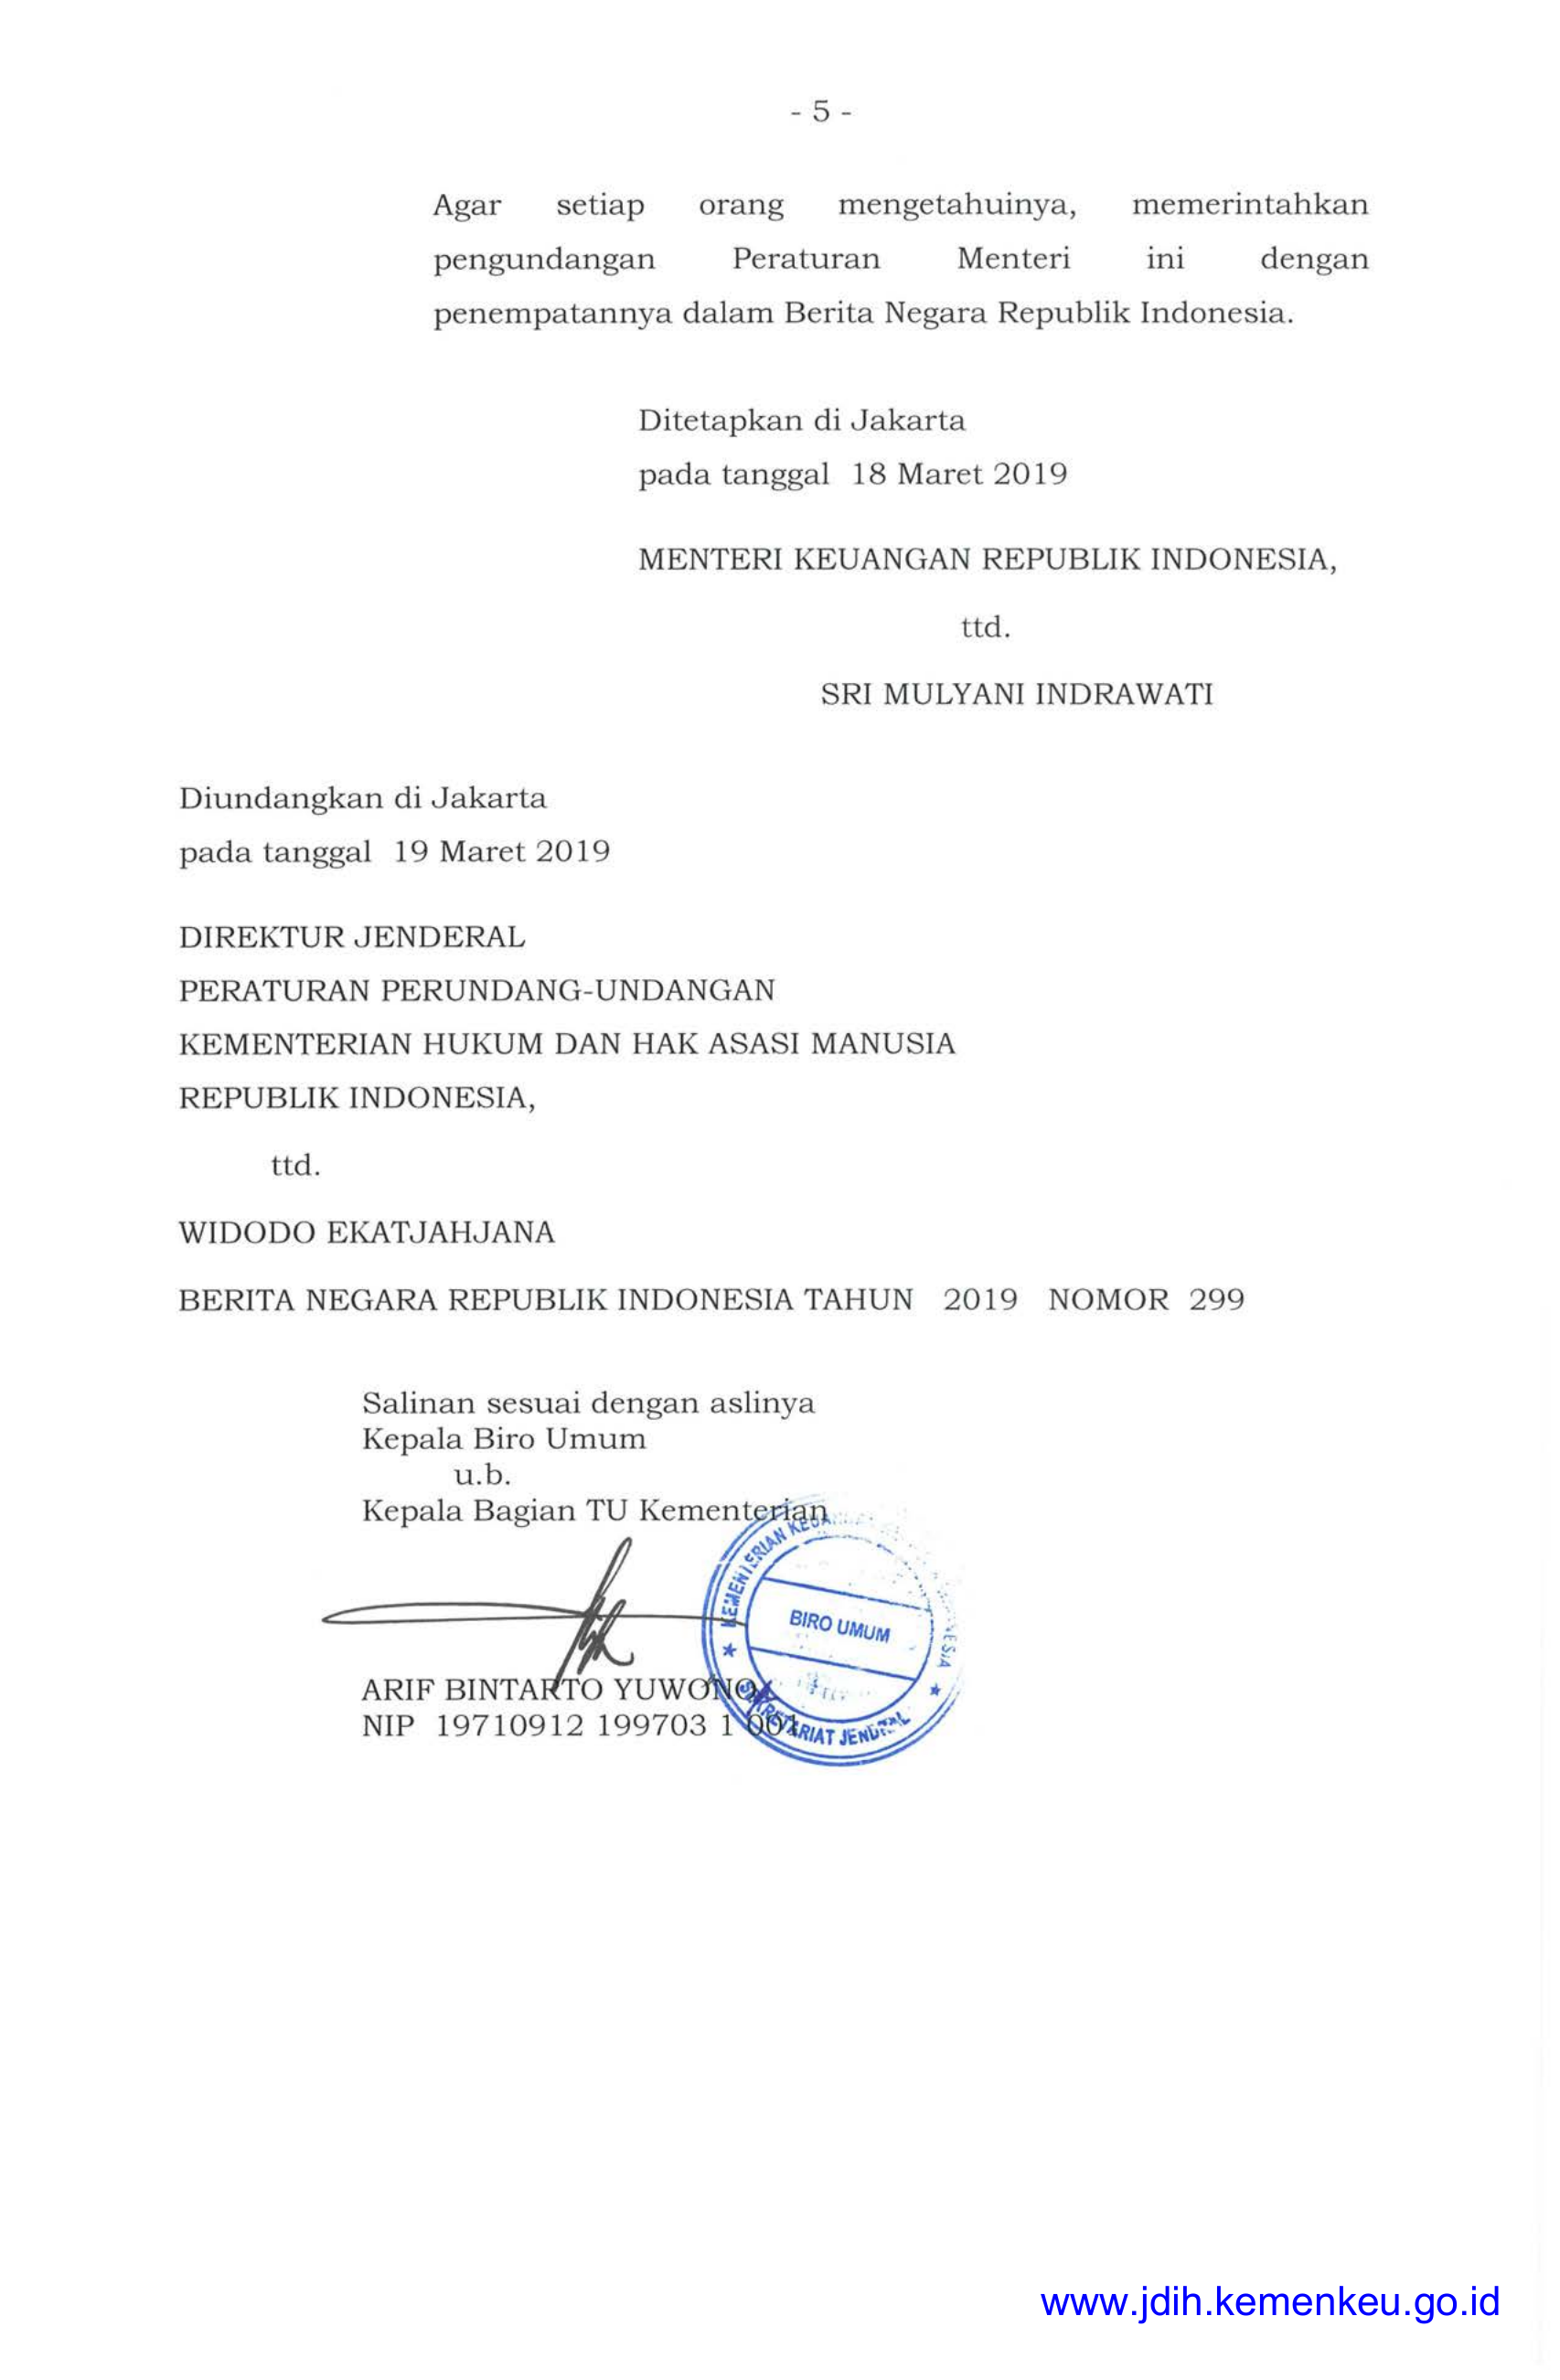 - 5 -
Agar setiap orang mengetahuinya, memerintahkan
pengundangan Peraturan Menteri ini dengan
penempatannya dalam Berita Negara Republik Indonesia.
Ditetapkan di Jakarta
pada tanggal 18 Maret 2019
MENTERI KEUANGAN REPUBLIK INDONESIA,
ttd.
SRI MULYANI INDRAWATI
Diundangkan di Jakarta
pada tanggal 19 Maret 2019
DIREKTUR JENDERAL
PERATURAN PERUNDANG-UNDANGAN
KEMENTERIAN HUKUM DAN HAK ASASI MANUSIA
REPUBLIK INDONESIA,
ttd.
WIDODO EKATJAHJANA
BERITA NEGARA REPUBLIK INDONESIA TAHUN 2019 NOMOR 299
Salinan sesuai dengan aslinya
Kepala Biro Umum
u.b.
Kepala Bagian TU Kementerian
KEMENTERIAN
BIRO UMUM
SEKRETARIAT JENDERAL
ARIF BINTARTO YUWONO
NIP 19710912 199703 1 001
www.jdih.kemenkeu.go.id